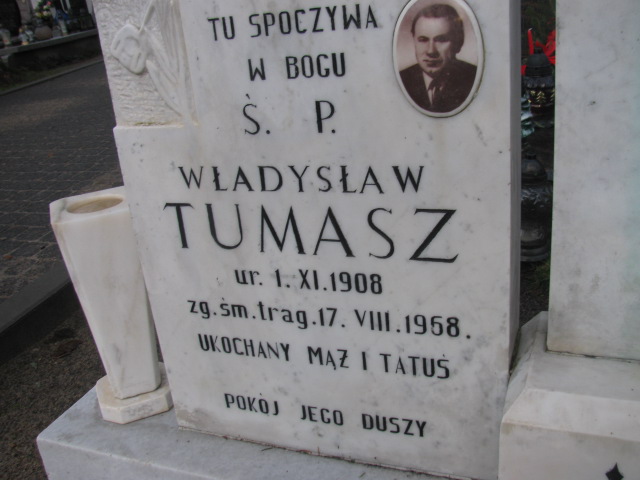 TU SPOCZYWA
W BOGU
Ś. P.
WŁADYSŁAW
TUMASZ
ur. 1. XI. 1908
zg. śm. trag. 17. VIII. 1968.
UKOCHANY MĄŻ I TATUŚ
POKÓJ JEGO DUSZY